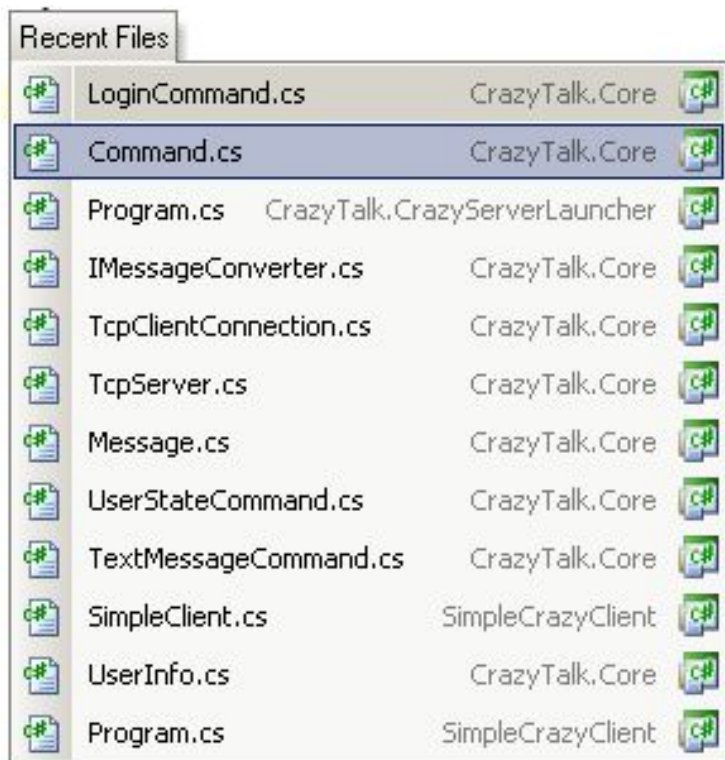 Recent Files
LoginCommand.cs CrazyTalk.Core
Command.cs CrazyTalk.Core
Program.cs CrazyTalk.CrazyServerLauncher
IMessageConverter.cs CrazyTalk.Core
TcpClientConnection.cs CrazyTalk.Core
TcpServer.cs CrazyTalk.Core
Message.cs CrazyTalk.Core
UserStateCommand.cs CrazyTalk.Core
TextMessageCommand.cs CrazyTalk.Core
SimpleClient.cs SimpleCrazyClient
UserInfo.cs CrazyTalk.Core
Program.cs SimpleCrazyClient